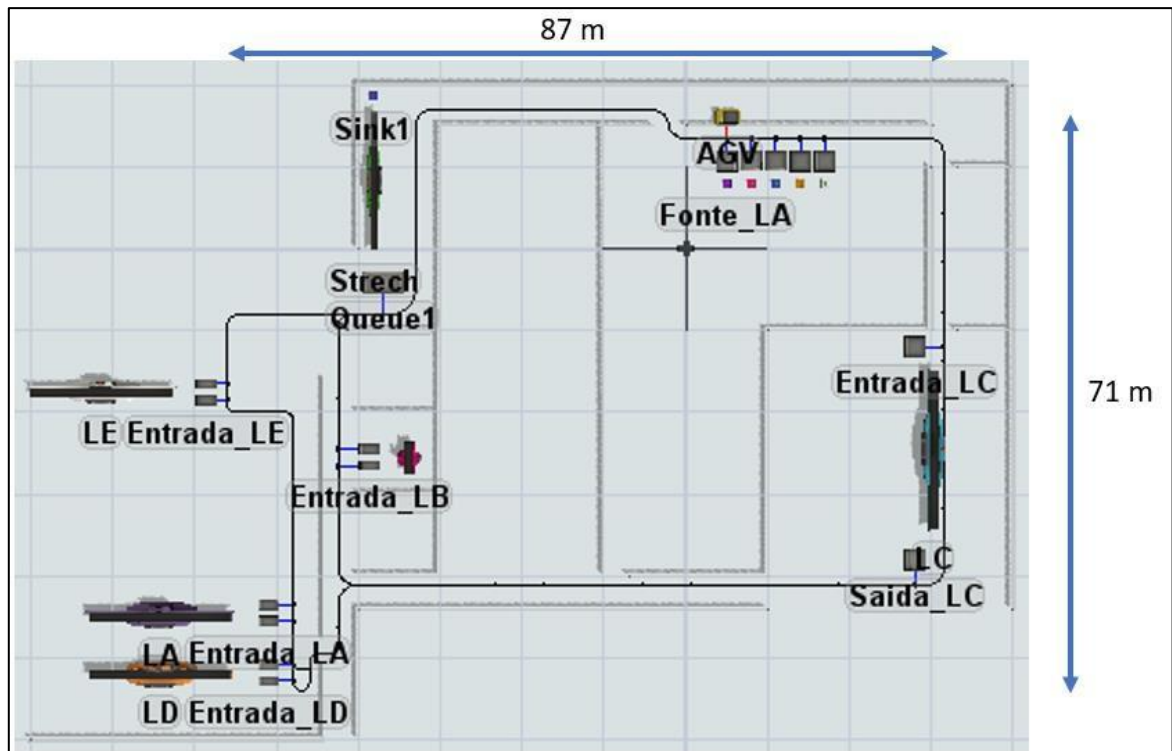 87 m
Sink1
AGV
Fonte_LA
Strech
Queue1
Entrada_LC
71 m
LE Entrada_LE
Entrada_LB
LC
Saida_LC
LA Entrada_LA
LD Entrada_LD